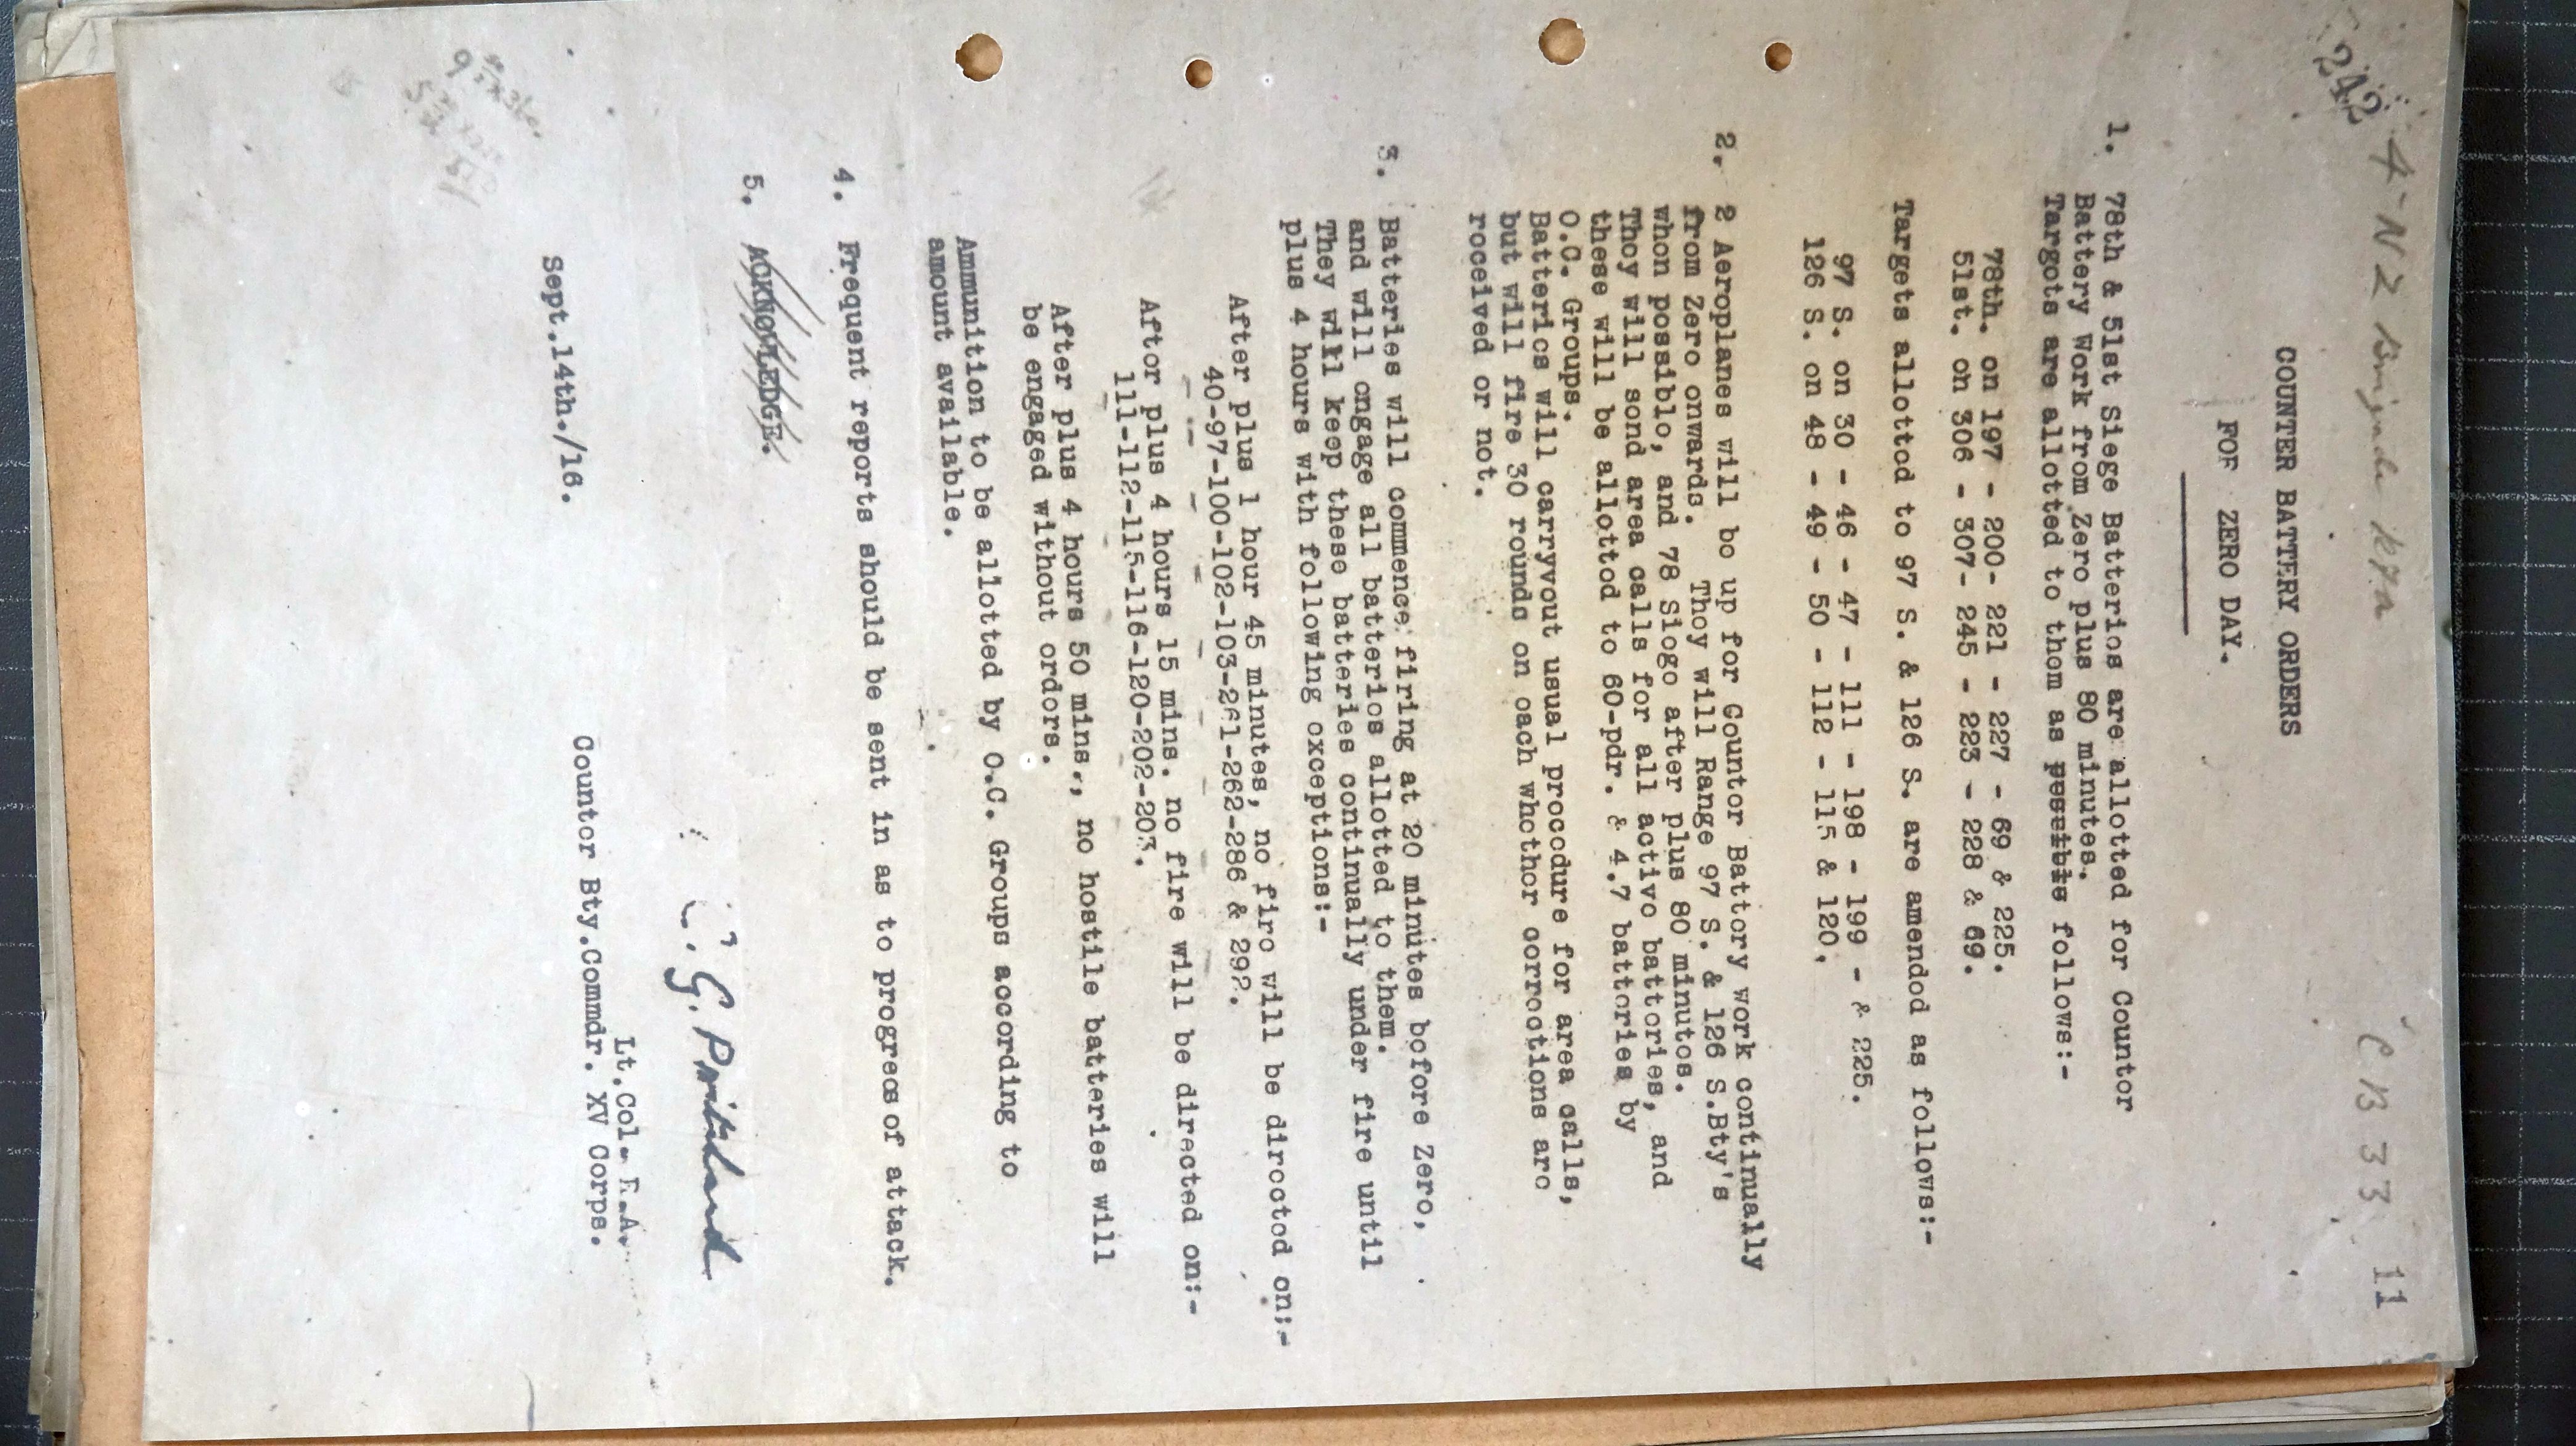 242
4-NZ Brigade RGA
C B 33
11
COUNTER BATTERY ORDERS
FOR ZERO DAY.
1. 78th & 51st Siege Batteries are allotted for Counter
Battery Work from Zero plus 80 minutes.
Targets are allotted to them as possible follows:-
78th. on 197 - 200- 221 - 227 - 69 & 225.
51st. on 306 - 307- 245 - 223 - 228 & 69.
Targets allotted to 97 S. & 126 S. are amended as follows:-
97 S. on 30 - 46 - 47 - 111 - 198 - 199 - & 225.
126 S. on 48 - 49 - 50 - 112 - 115 & 120.
2. 2 Aeroplanes will be up for Counter Battery work continually
from Zero onwards. They will Range 97 S. & 126 S.Bty's
when possible, and 78 Siege after plus 80 minutes.
They will send area calls for all active batteries, and
these will be allotted to 60-pdr. & 4.7 batteries by
O.C. Groups.
Batteries will carryvout usual procedure for area calls,
but will fire 30 rounds on each whether corrections are
received or not.
3. Batteries will commence firing at 20 minutes before Zero,
and will engage all batteries allotted to them.
They will keep these batteries continually under fire until
plus 4 hours with following exceptions:-
After plus 1 hour 45 minutes, no fire will be directed on:-
40-97-100-102-103-261-262-286 & 292.
After plus 4 hours 15 mins. no fire will be directed on:-
111-112-115-116-120-202-203.
After plus 4 hours 50 mins., no hostile batteries will
be engaged without orders.
Ammunition to be allotted by O.C. Groups according to
amount available.
4. Frequent reports should be sent in as to progress of attack.
5. ACKNOWLEDGE.
Lt.Col- R.A.
Sept.14th./16. Counter Bty.Commdr. XV Corps.